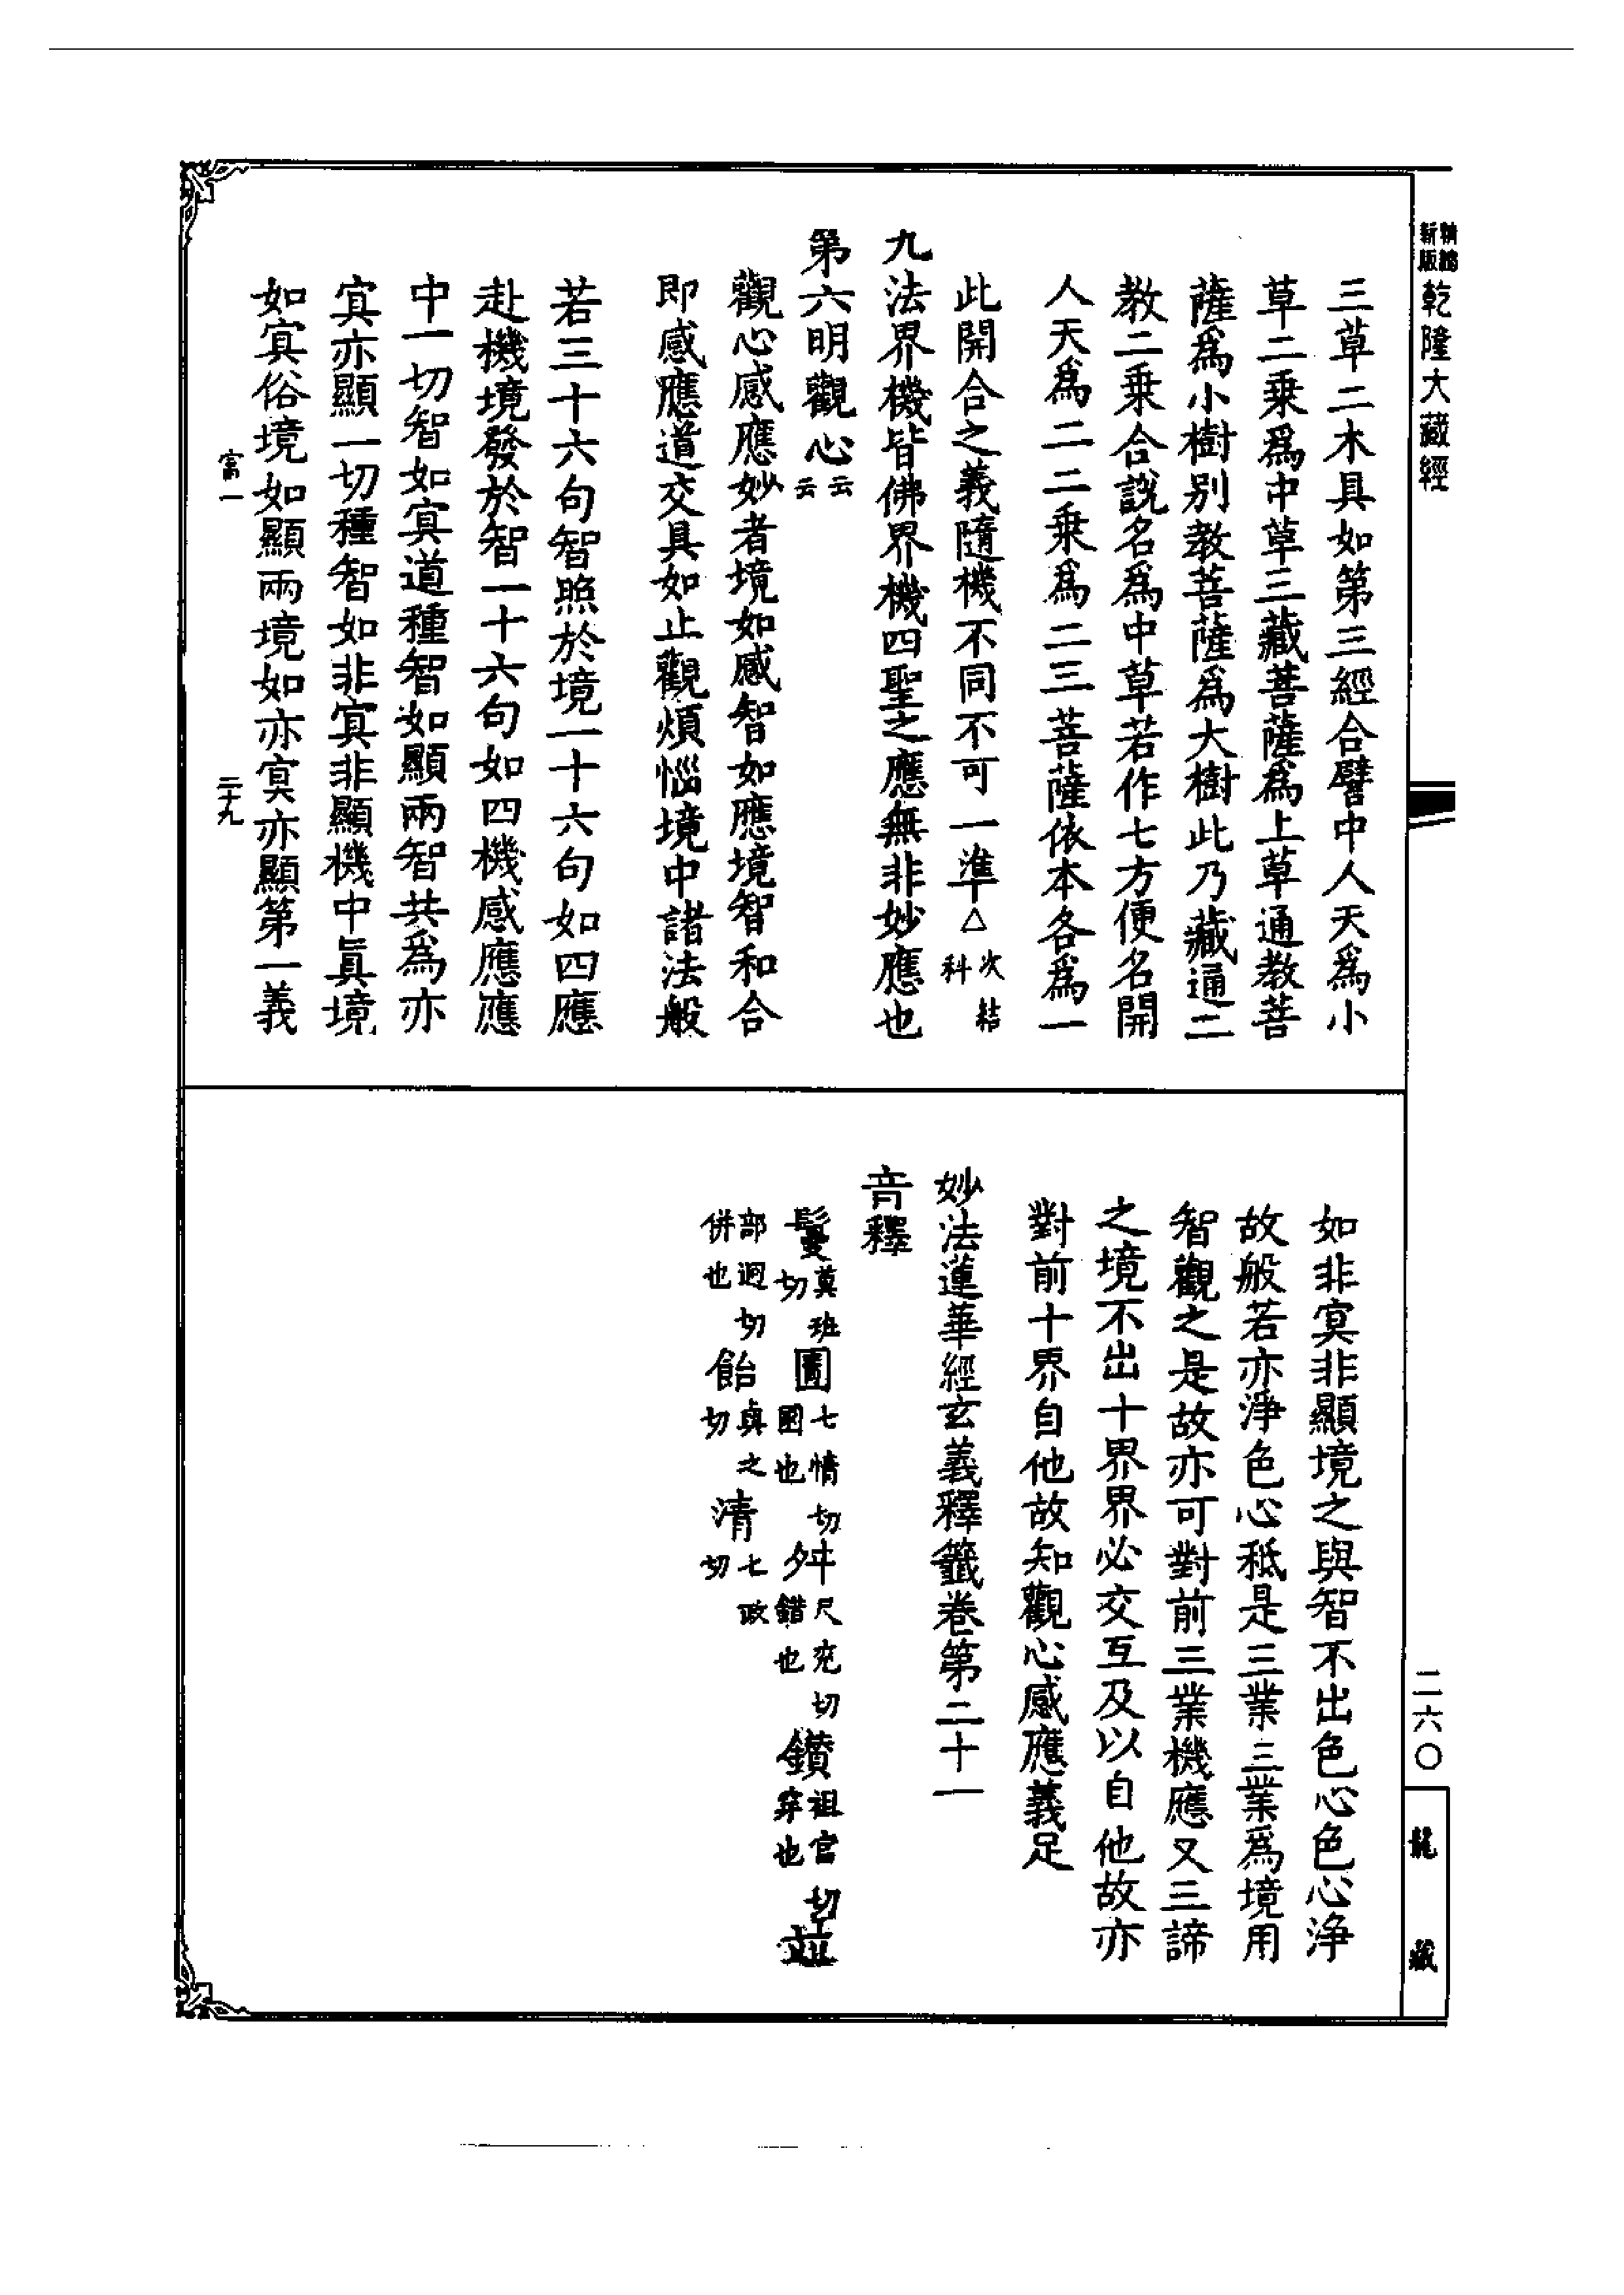 精錦新版乾隆大藏經
三草二木具如第三經合譬中人天爲小
草二乗爲中草三藏菩薩爲上草通教菩
薩爲小樹別教菩薩爲大樹此乃藏通二
教二乗合說名爲中草若作七方便名開
人天爲二二乗爲二三菩薩依本各爲一
此開合之義隨機不同不可一準△次結科
九法界機皆佛界機四聖之應無非妙應也
第六明觀心云云
觀心感應妙者境如感智如應境智和合
即感應道交具如止觀煩惱境中諸法般
若三十六句智照於境一十六句如四應
赴機境發於智一十六句如四機感應應
中一切智如冥道種智如顯兩智共爲亦
冥亦顯一切種智如非冥非顯機中眞境
如冥俗境如顯兩境如亦冥亦顯第一義
富一 二十九
如非冥非顯境之與智不出色心色心淨
故般若亦淨色心秖是三業三業爲境用
智觀之是故亦可對前三業機應又三諦
之境不出十界界必交互及以自他故亦
對前十界自他故知觀心感應義足
妙法蓮華經玄義釋籤卷第二十一
音釋
鬘莫班切 圊七情切圂也 舛尺兖切錯也 鑚祖官切穿也 並
部迥切併也 飴與之切 凊七政切
二六〇
龍藏